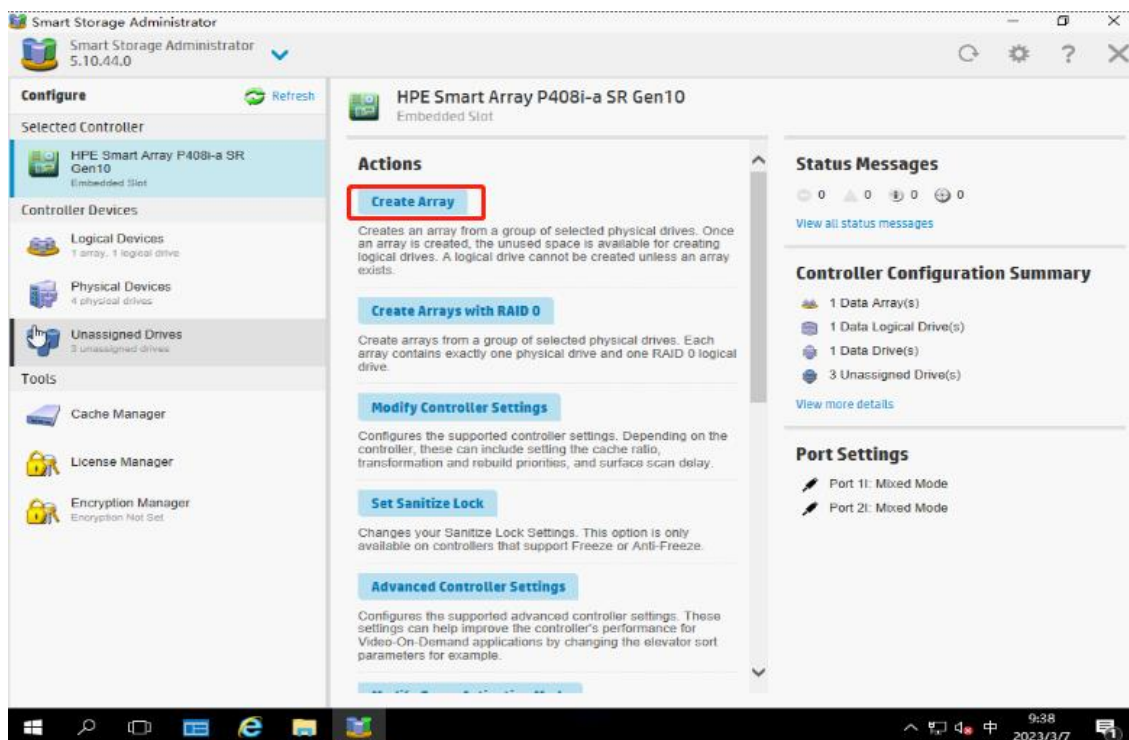 Smart Storage Administrator
Smart Storage Administrator
5.10.44.0
Configure
Refresh
Selected Controller
HPE Smart Array P408i-a SR
Gen10
Embedded Slot
Controller Devices
Logical Devices
1 array, 1 logical drive
Physical Devices
4 physical drives
Unassigned Drives
3 unassigned drives
Tools
Cache Manager
License Manager
Encryption Manager
Encryption Not Set
HPE Smart Array P408i-a SR Gen10
Embedded Slot
Actions
Create Array
Creates an array from a group of selected physical drives. Once
an array is created, the unused space is available for creating
logical drives. A logical drive cannot be created unless an array
exists.
Create Arrays with RAID 0
Create arrays from a group of selected physical drives. Each
array contains exactly one physical drive and one RAID 0 logical
drive.
Modify Controller Settings
Configures the supported controller settings. Depending on the
controller, these can include setting the cache ratio,
transformation and rebuild priorities, and surface scan delay.
Set Sanitize Lock
Changes your Sanitize Lock Settings. This option is only
available on controllers that support Freeze or Anti-Freeze.
Advanced Controller Settings
Configures the supported advanced controller settings. These
settings can help improve the controller's performance for
Video-On-Demand applications by changing the elevator sort
parameters for example.
Status Messages
0 0 0 0
View all status messages
Controller Configuration Summary
1 Data Array(s)
1 Data Logical Drive(s)
1 Data Drive(s)
3 Unassigned Drive(s)
View more details
Port Settings
Port 1I: Mixed Mode
Port 2I: Mixed Mode
中
9:38
2023/3/7